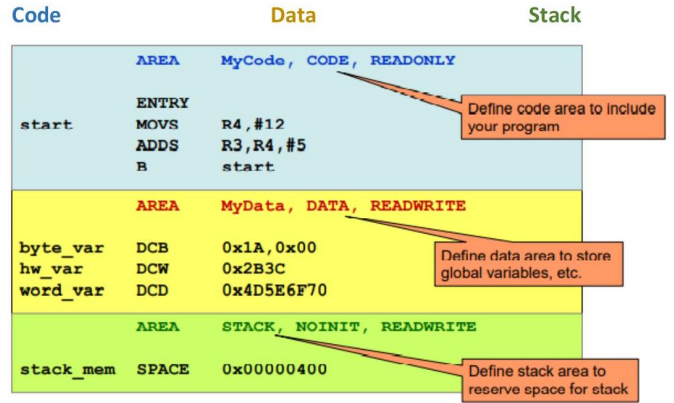 Code Data Stack
AREA MyCode, CODE, READONLY
ENTRY
start MOVS R4,#12
ADDS R3,R4,#5
B start
Define code area to include
your program
AREA MyData, DATA, READWRITE
byte_var DCB 0x1A,0x00
hw_var DCW 0x2B3C
word_var DCD 0x4D5E6F70
Define data area to store
global variables, etc.
AREA STACK, NOINIT, READWRITE
stack_mem SPACE 0x00000400
Define stack area to
reserve space for stack